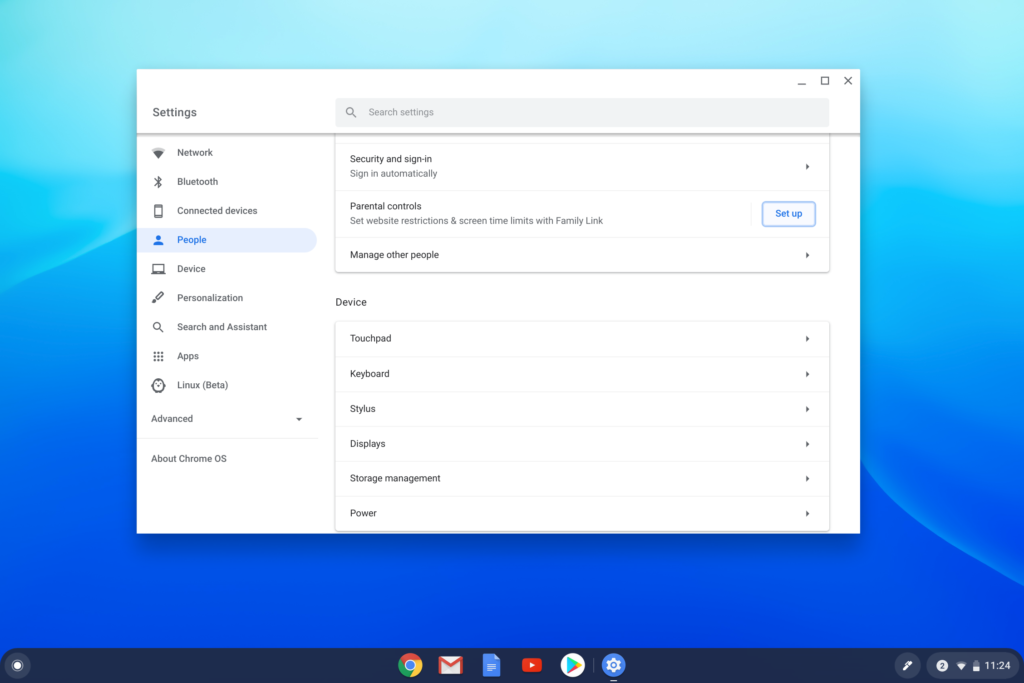 Settings
Search settings
Network
Bluetooth
Connected devices
People
Device
Personalization
Search and Assistant
Apps
Linux (Beta)
Advanced
About Chrome OS
Security and sign-in
Sign in automatically
Parental controls
Set website restrictions & screen time limits with Family Link
Set up
Manage other people
Device
Touchpad
Keyboard
Stylus
Displays
Storage management
Power
2
11:24